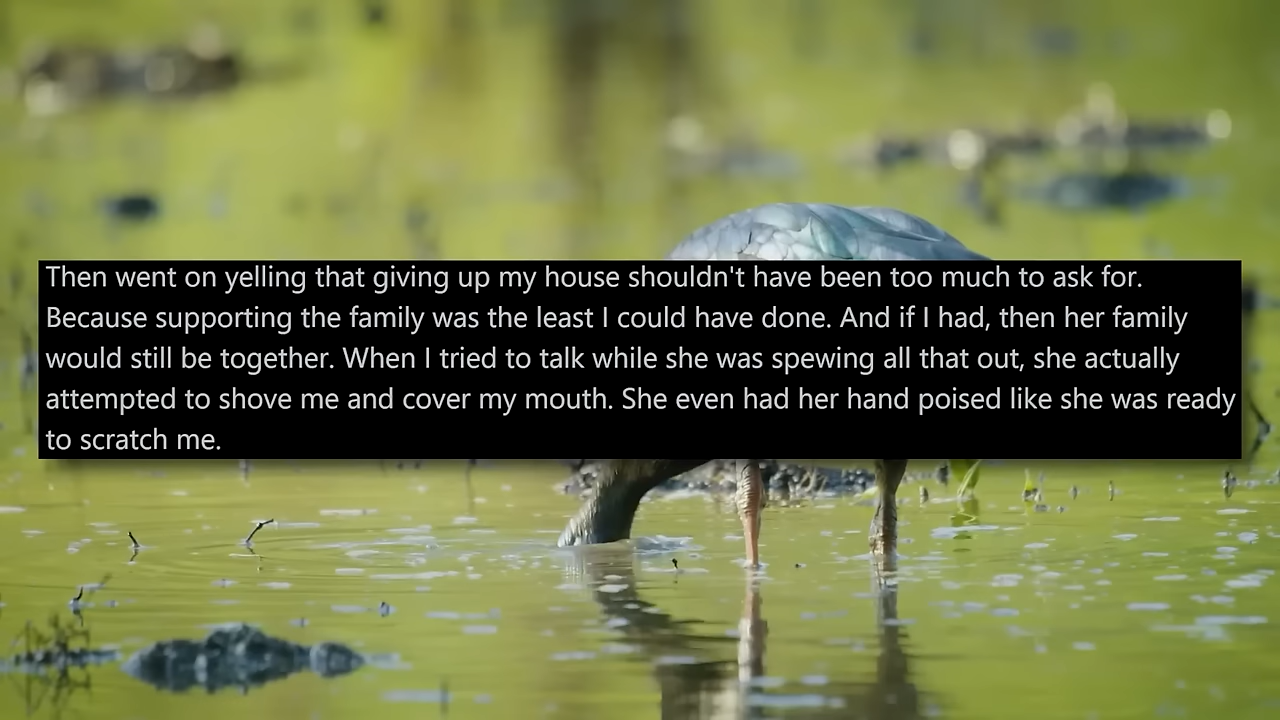 Then went on yelling that giving up my house shouldn't have been too much to ask for.
Because supporting the family was the least I could have done. And if I had, then her family
would still be together. When I tried to talk while she was spewing all that out, she actually
attempted to shove me and cover my mouth. She even had her hand poised like she was ready
to scratch me.